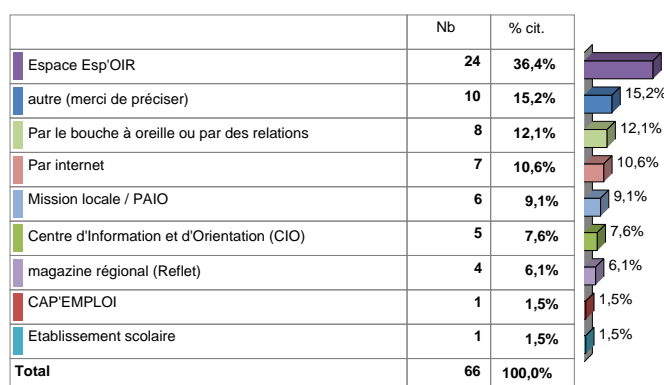 Nb % cit.
Espace Esp'OIR 24 36,4%
autre (merci de préciser) 10 15,2% 15,2%
Par le bouche à oreille ou par des relations 8 12,1% 12,1%
Par internet 7 10,6% 10,6%
Mission locale / PAIO 6 9,1% 9,1%
Centre d'Information et d'Orientation (CIO) 5 7,6% 7,6%
magazine régional (Reflet) 4 6,1% 6,1%
CAP'EMPLOI 1 1,5% 1,5%
Etablissement scolaire 1 1,5% 1,5%
Total 66 100,0%